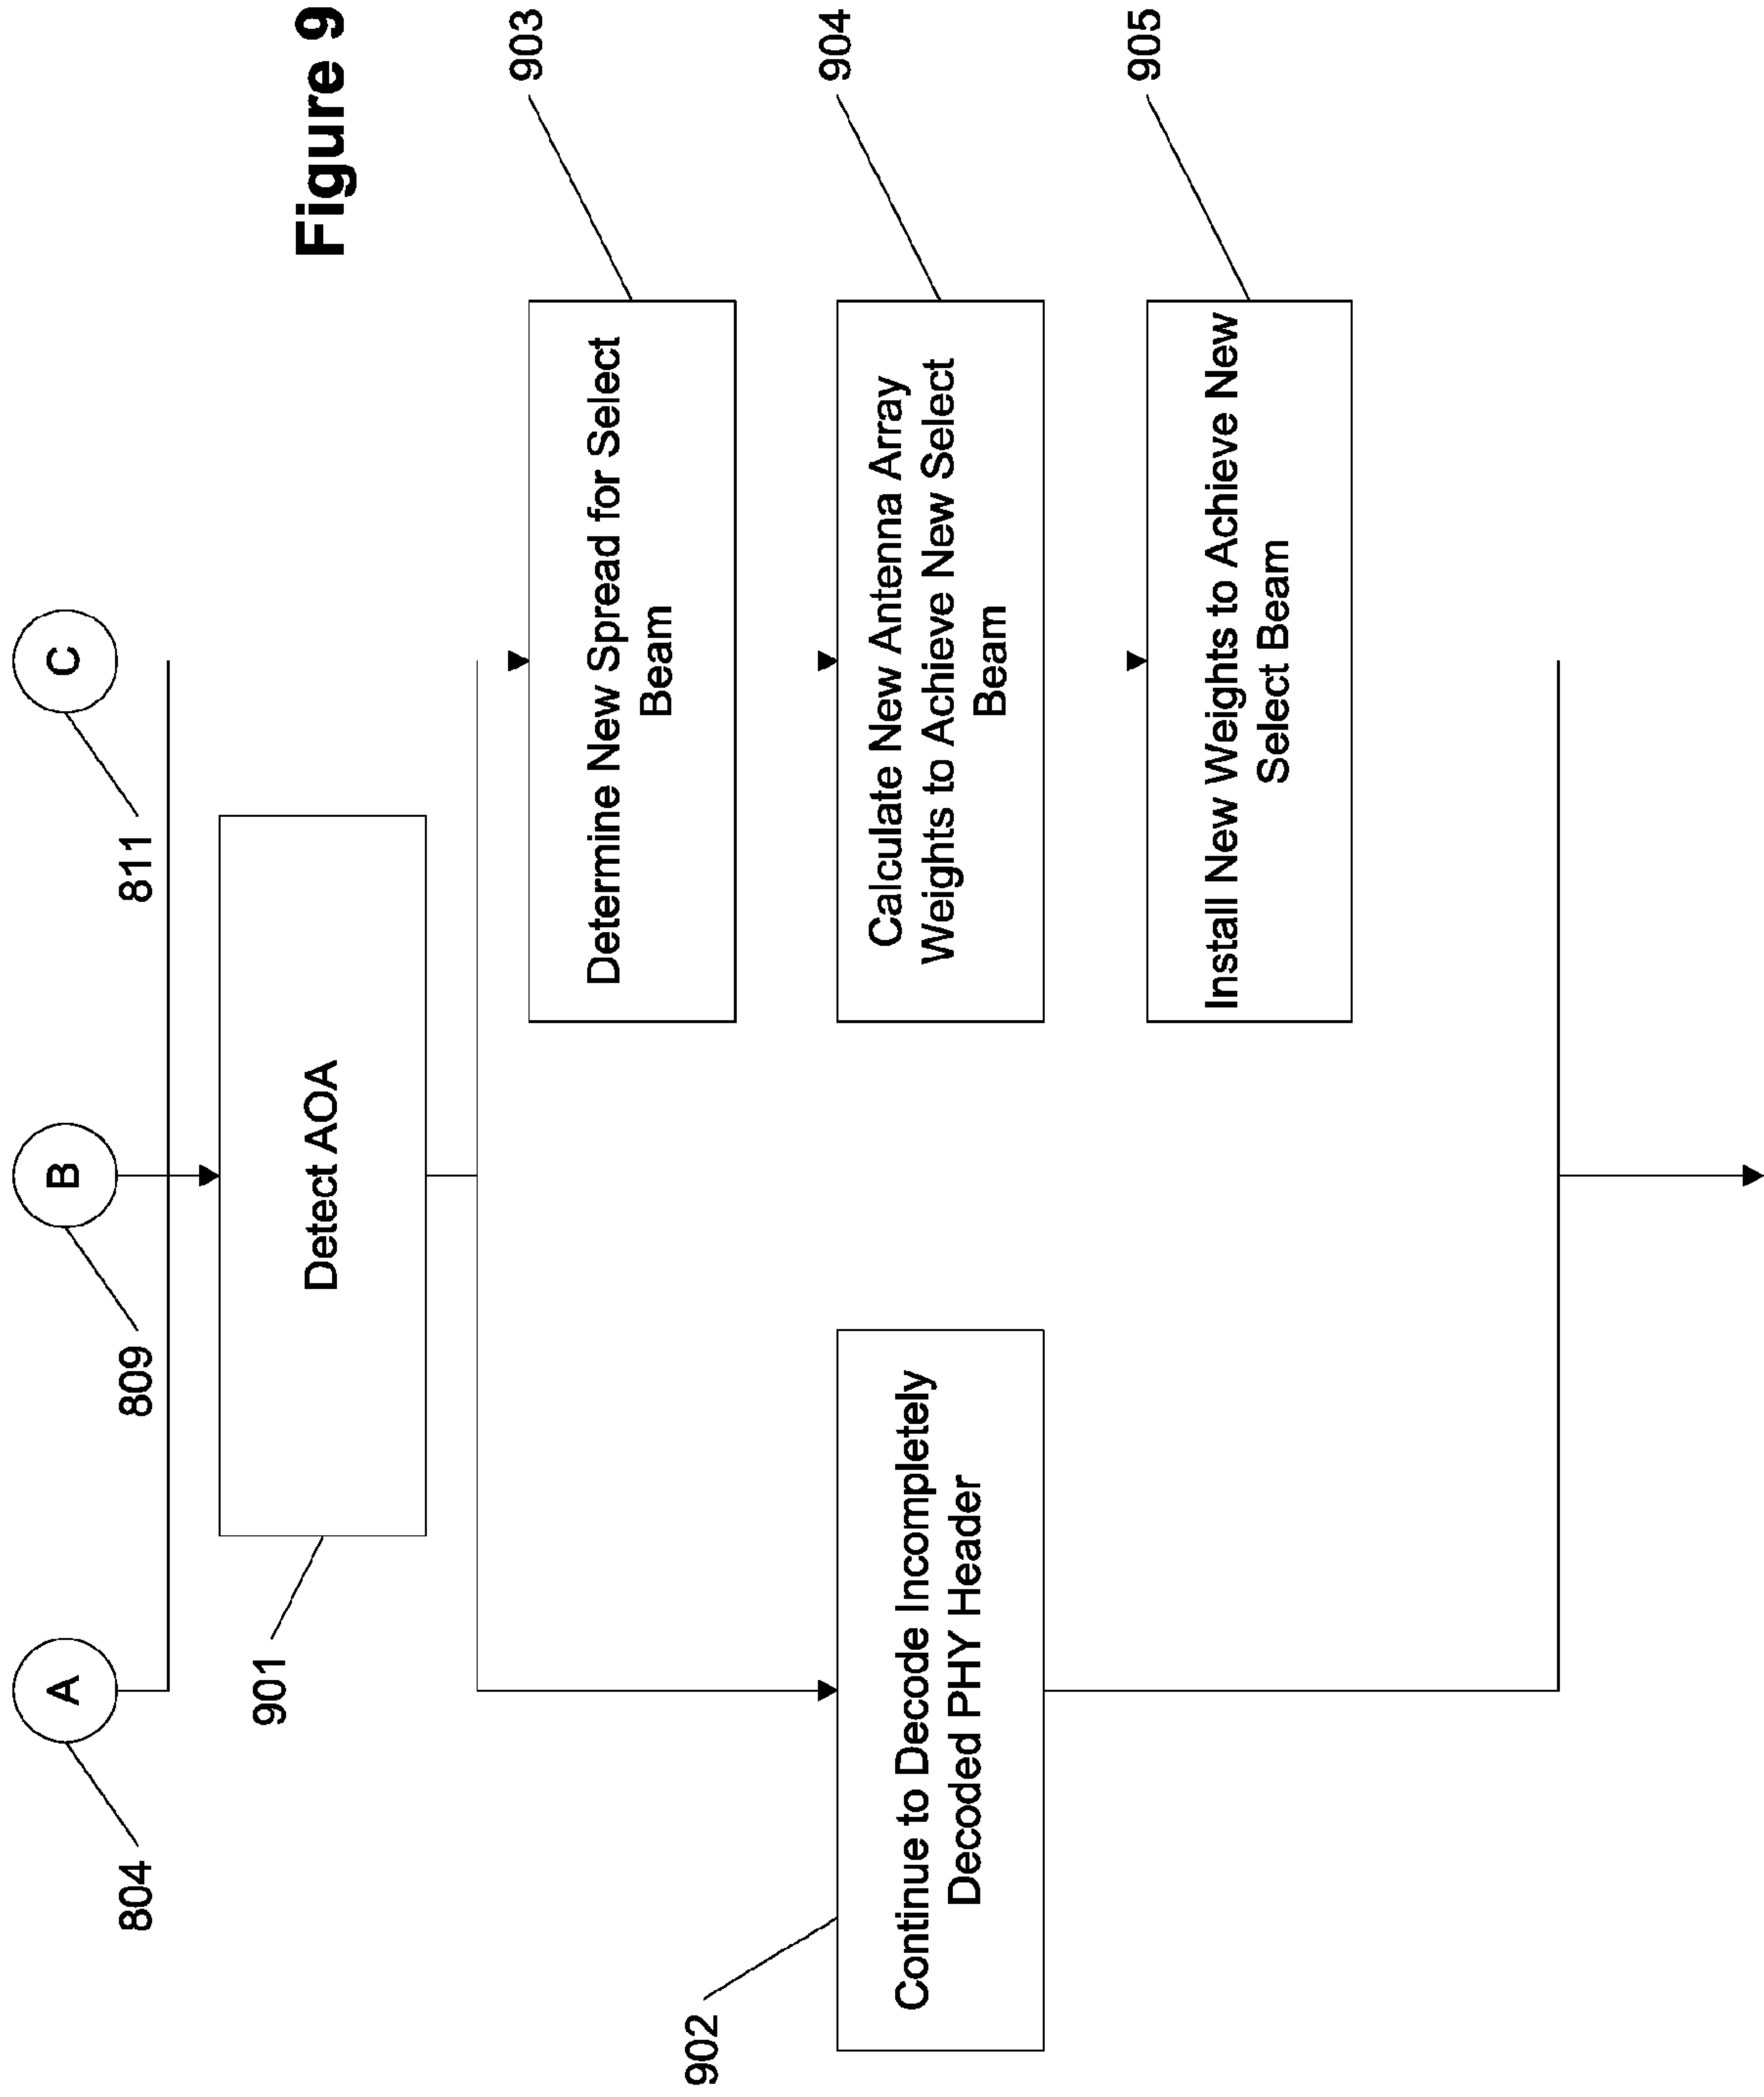 Figure 9
A
B
C
804
809
811
Detect AOA
901
Continue to Decode Incompletely
Decoded PHY Header
902
Determine New Spread for Select
Beam
903
Calculate New Antenna Array
Weights to Achieve New Select
Beam
904
Install New Weights to Achieve New
Select Beam
905